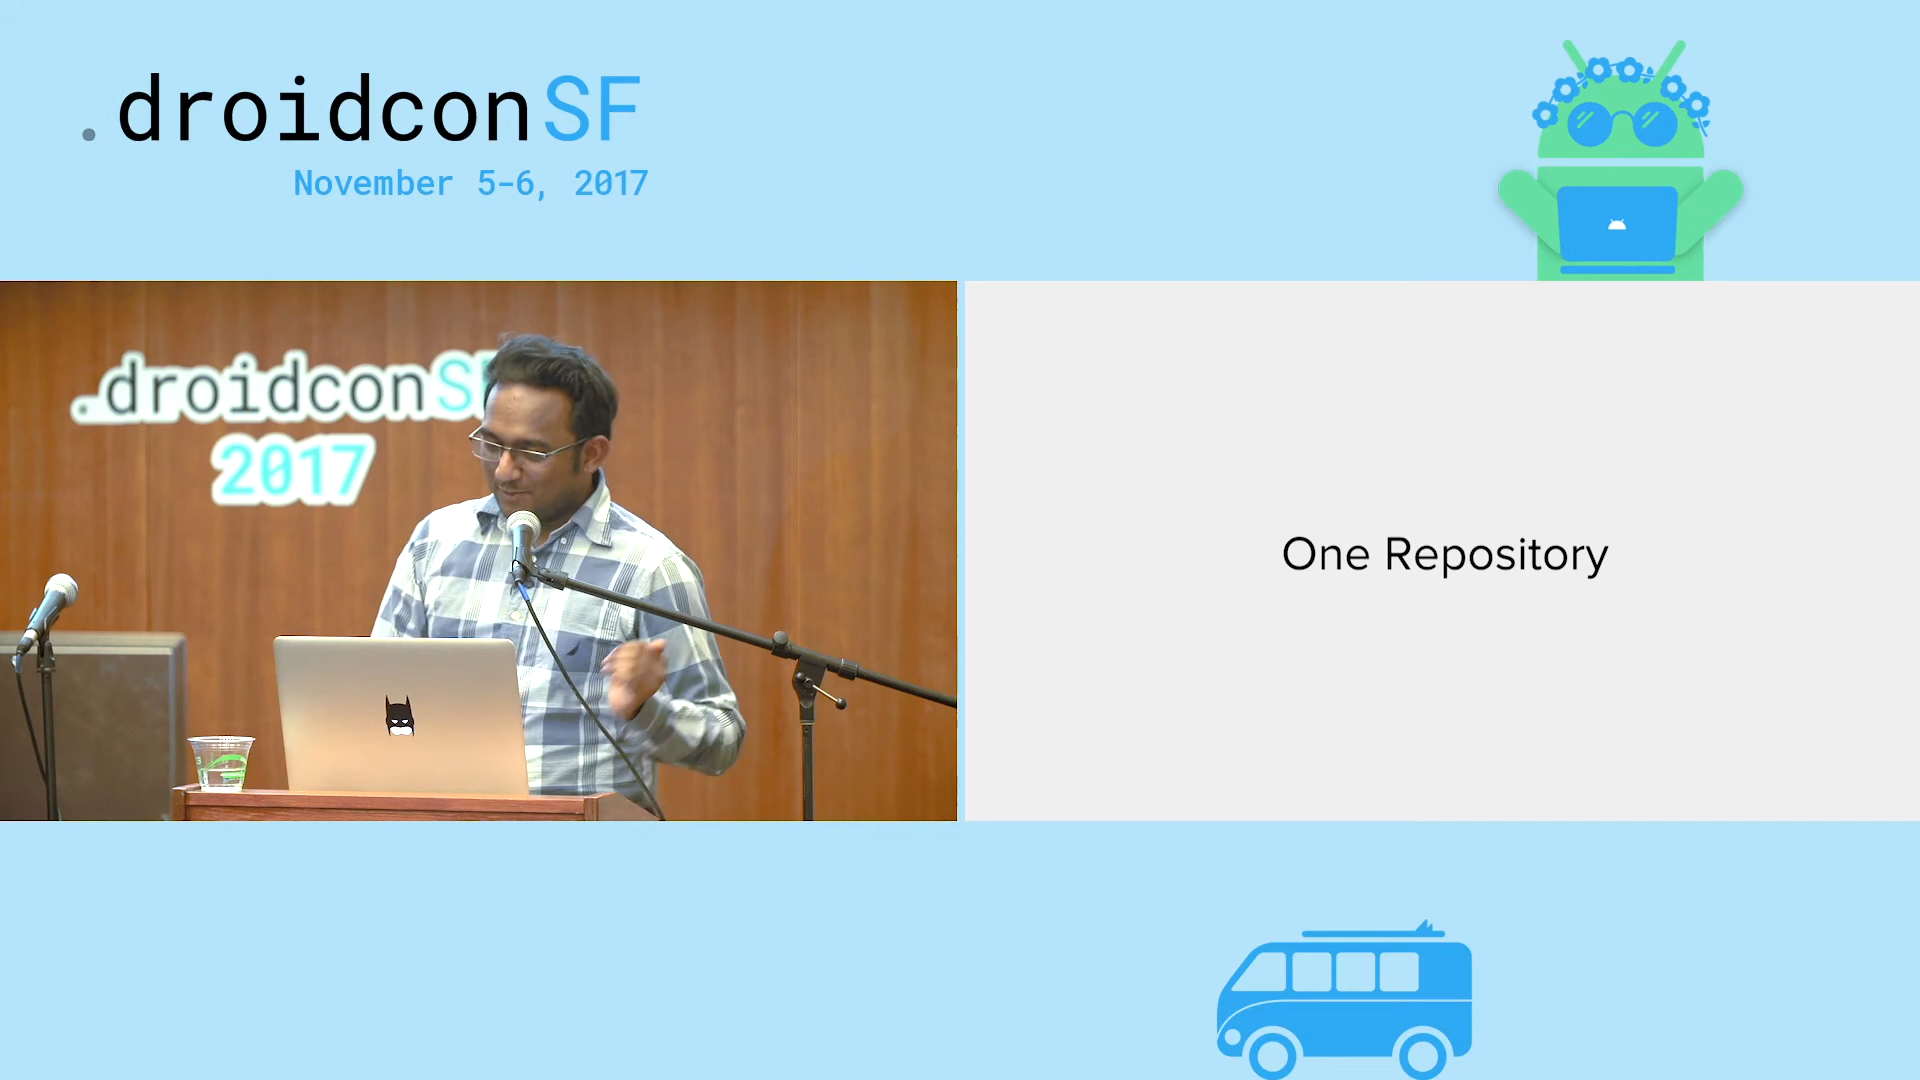 .droidconSF
November 5-6, 2017
.droidconS
2017
One Repository